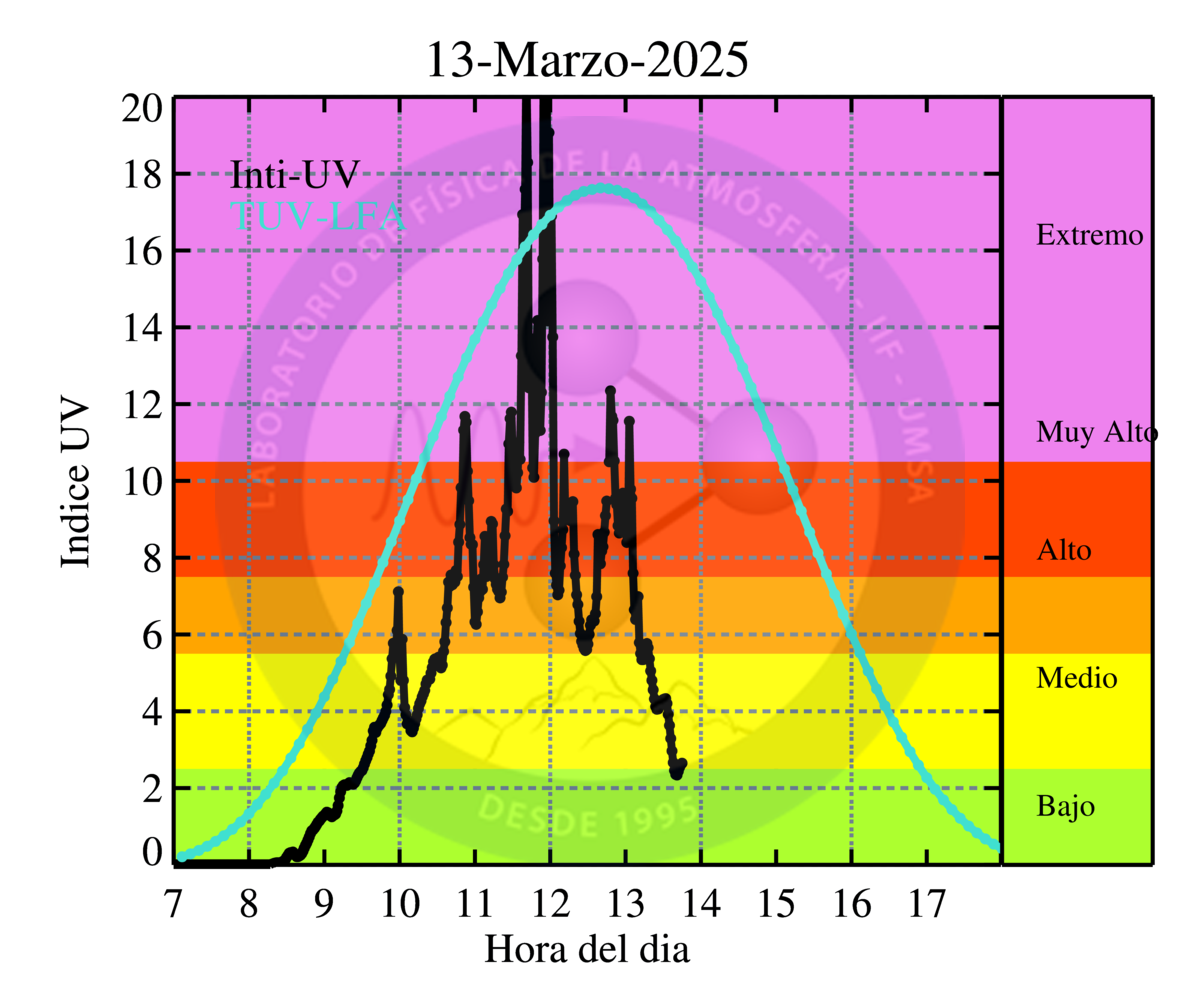 13-Marzo-2025
20
18
16
14
12
10
8
6
4
2
0
Indice UV
Inti-UV
TUV-LFA
LABORATORIO DE FÍSICA DE LA ATMÓSFERA - IIF - UMSA
DESDE 1995
Extremo
Muy Alto
Alto
Medio
Bajo
7 8 9 10 11 12 13 14 15 16 17
Hora del dia